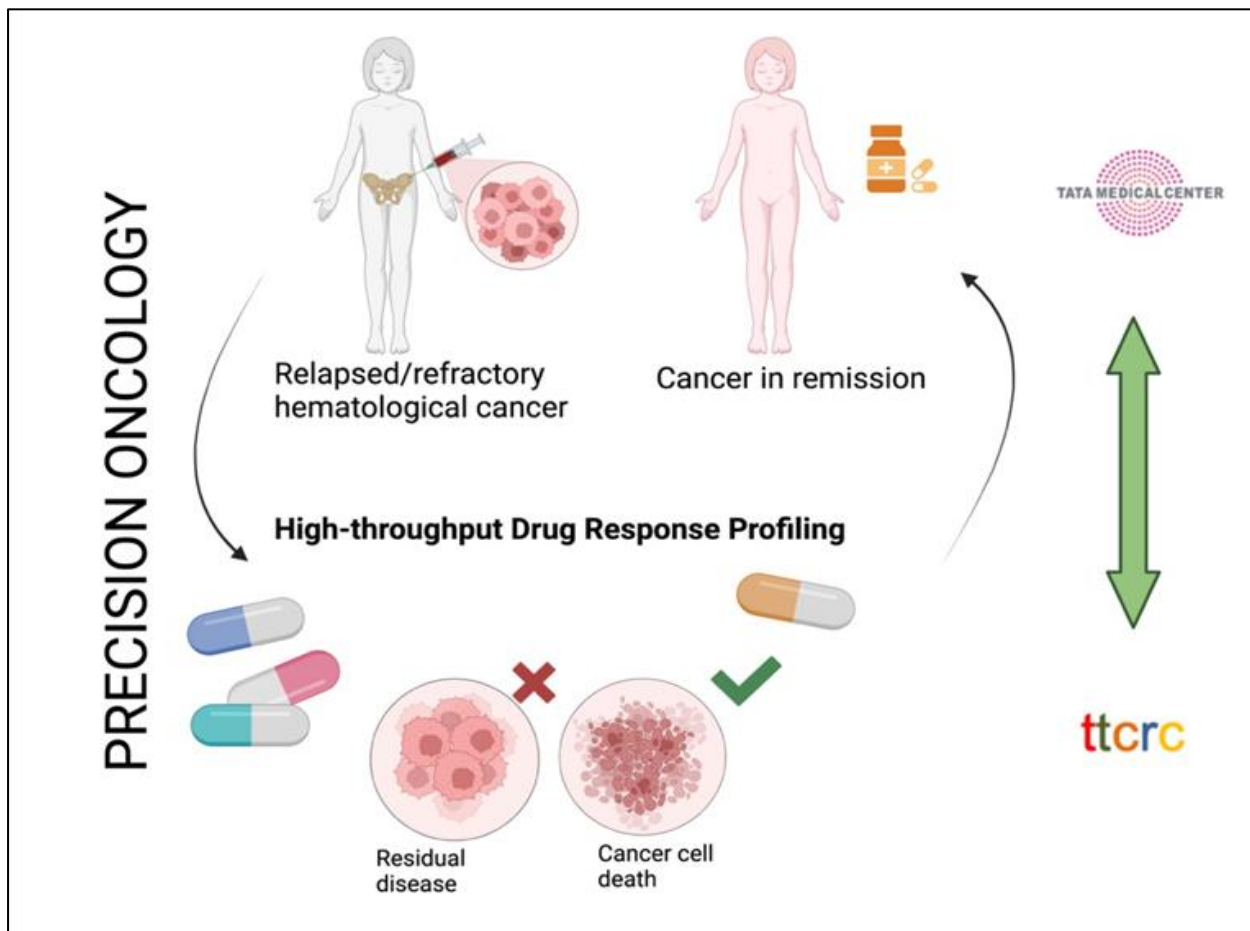 PRECISION ONCOLOGY
Relapsed/refractory
hematological cancer
Cancer in remission
TATA MEDICAL CENTER
High-throughput Drug Response Profiling
Residual
disease
Cancer cell
death
ttcrc